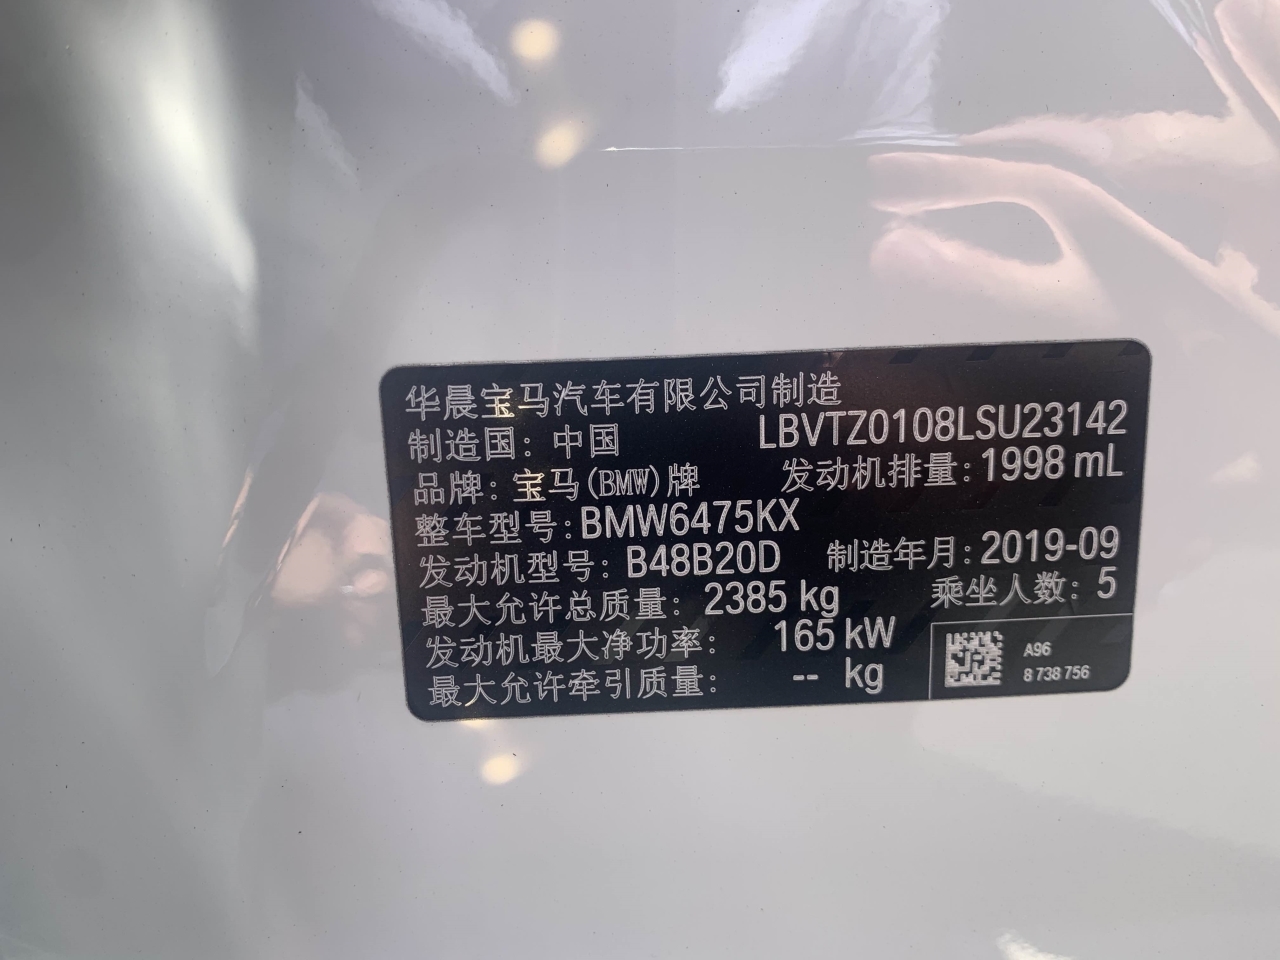 华晨宝马汽车有限公司制造
制造国：中国 LBVTZ0108LSU23142
品牌：宝马(BMW)牌 发动机排量：1998 mL
整车型号：BMW6475KX
发动机型号：B48B20D 制造年月：2019-09
最大允许总质量：2385 kg 乘坐人数：5
发动机最大净功率：165 kW
最大允许牵引质量：-- kg
A96
8 738 756